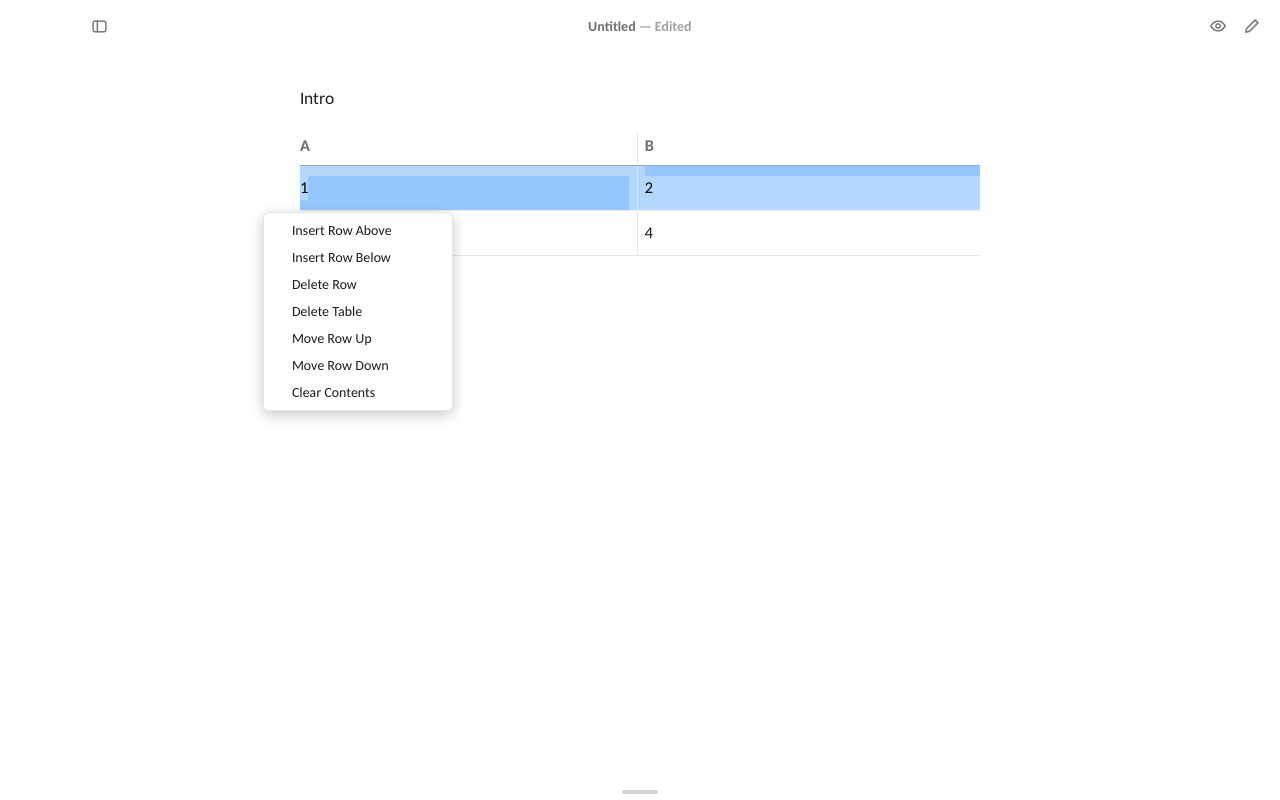 Untitled — Edited
Intro
A B
1 2
4
Insert Row Above
Insert Row Below
Delete Row
Delete Table
Move Row Up
Move Row Down
Clear Contents